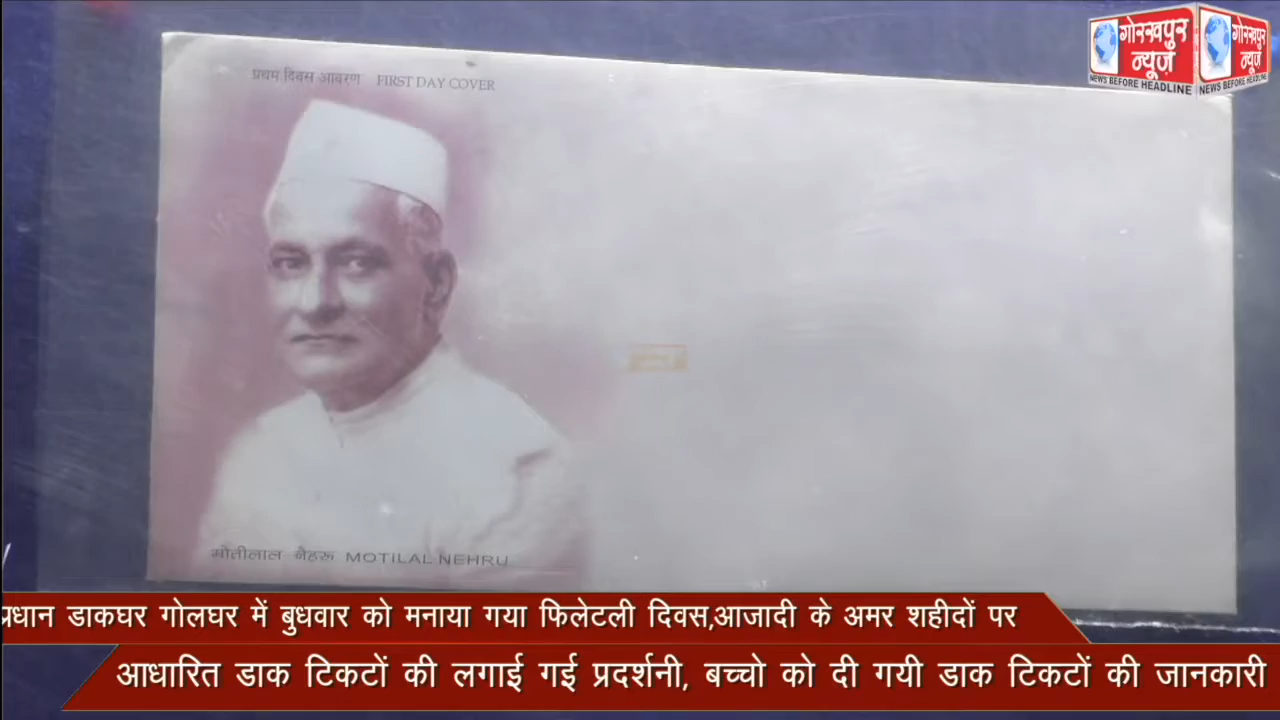 गोरखपुर न्यूज़
NEWS BEFORE HEADLINE
गोरखपुर न्यूज़
NEWS BEFORE HEADLINE
प्रथम दिवस आवरण FIRST DAY COVER
मोतीलाल नेहरू MOTILAL NEHRU
प्रधान डाकघर गोलघर में बुधवार को मनाया गया फिलेटली दिवस,आजादी के अमर शहीदों पर
आधारित डाक टिकटों की लगाई गई प्रदर्शनी, बच्चो को दी गयी डाक टिकटों की जानकारी